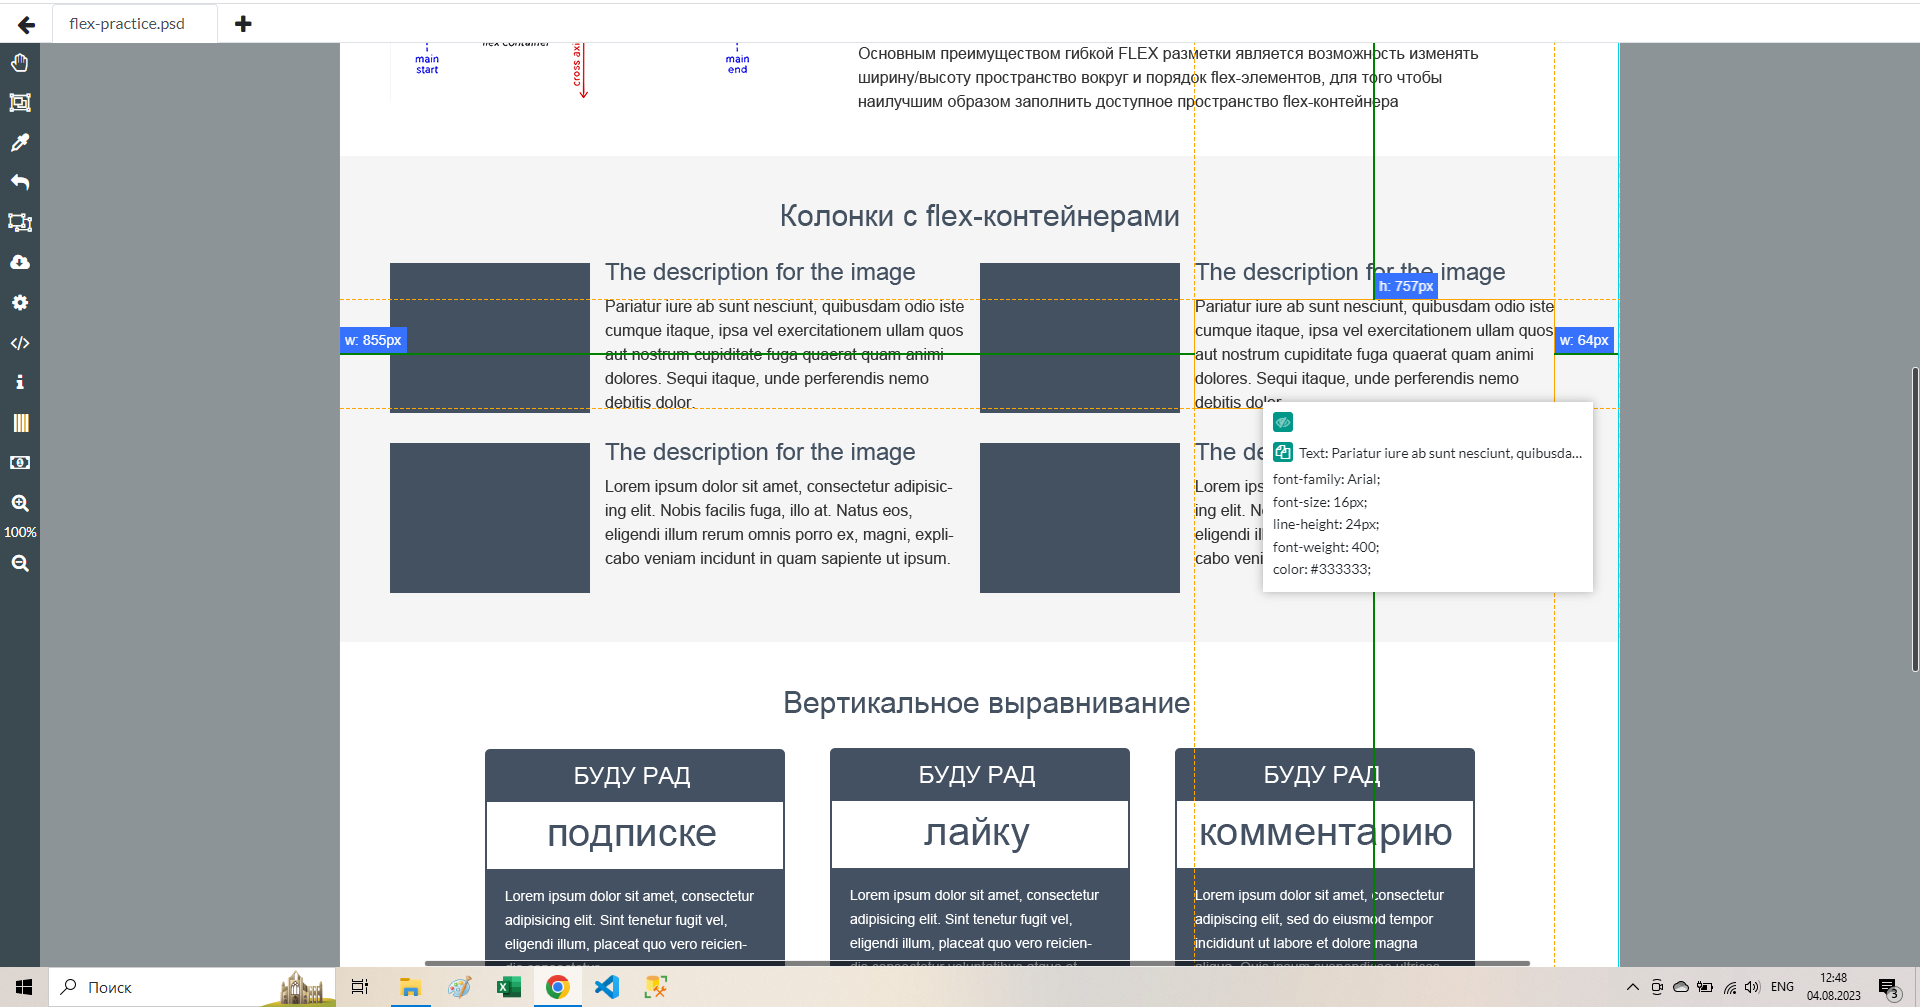 flex-practice.psd
flex container
main
start
cross axi
main
end
Основным преимуществом гибкой FLEX разметки является возможность изменять
ширину/высоту пространство вокруг и порядок flex-элементов, для того чтобы
наилучшим образом заполнить доступное пространство flex-контейнера
Колонки с flex-контейнерами
The description for the image
Pariatur iure ab sunt nesciunt, quibusdam odio iste
cumque itaque, ipsa vel exercitationem ullam quos
aut nostrum cupiditate fuga quaerat quam animi
dolores. Sequi itaque, unde perferendis nemo
debitis dolor.
The description for the image
Pariatur iure ab sunt nesciunt, quibusdam odio iste
cumque itaque, ipsa vel exercitationem ullam quos
aut nostrum cupiditate fuga quaerat quam animi
dolores. Sequi itaque, unde perferendis nemo
debitis dolor
h: 757px
w: 855px
w: 64px
The description for the image
Lorem ipsum dolor sit amet, consectetur adipisic-
ing elit. Nobis facilis fuga, illo at. Natus eos,
eligendi illum rerum omnis porro ex, magni, expli-
cabo veniam incidunt in quam sapiente ut ipsum.
The de
Lorem ips
ing elit. N
eligendi il
cabo veni
Text: Pariatur iure ab sunt nesciunt, quibusda...
font-family: Arial;
font-size: 16px;
line-height: 24px;
font-weight: 400;
color: #333333;
100%
Вертикальное выравнивание
БУДУ РАД
подписке
Lorem ipsum dolor sit amet, consectetur
adipisicing elit. Sint tenetur fugit vel,
eligendi illum, placeat quo vero reicien-
БУДУ РАД
лайку
Lorem ipsum dolor sit amet, consectetur
adipisicing elit. Sint tenetur fugit vel,
eligendi illum, placeat quo vero reicien-
БУДУ РАД
комментарию
Lorem ipsum dolor sit amet, consectetur
adipiscing elit, sed do eiusmod tempor
incididunt ut labore et dolore magna
Поиск
ENG
12:48
04.08.2023
3